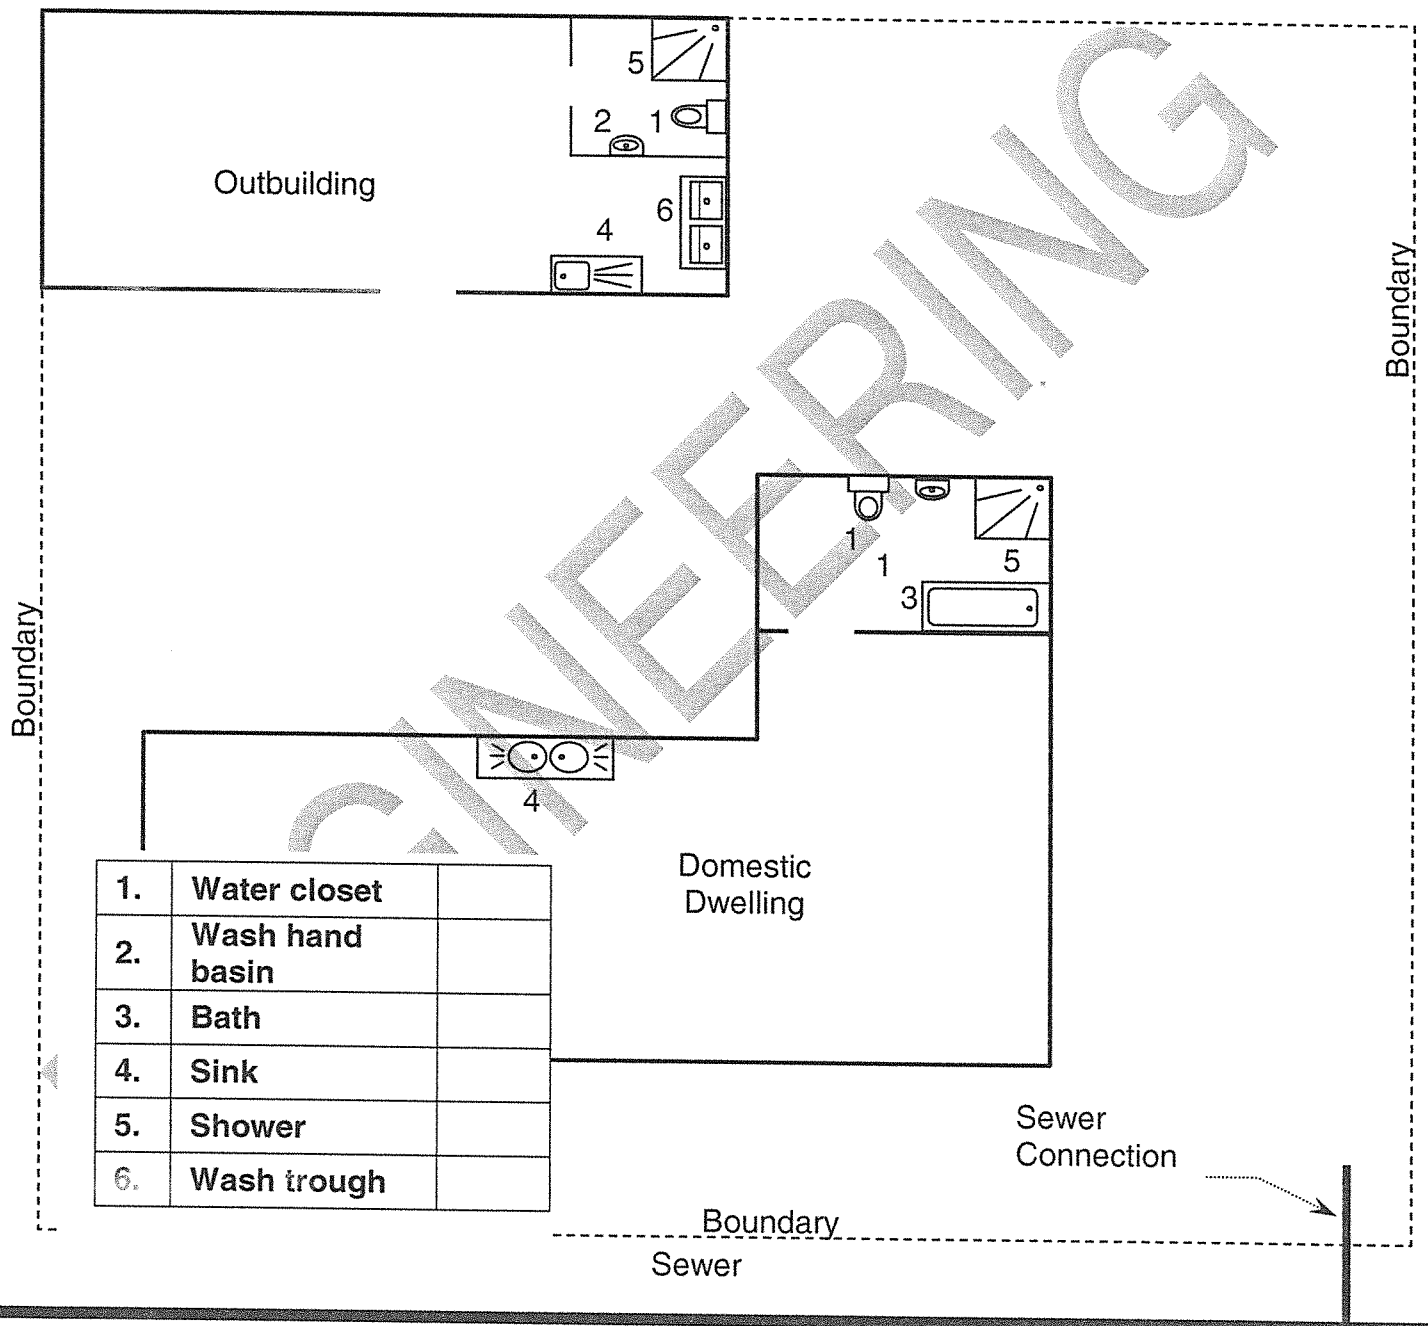 5
2 1
Outbuilding
6
4
Boundary
1
1
5
3
Boundary
4
Domestic
Dwelling
1. Water closet
2. Wash hand
basin
3. Bath
4. Sink
5. Shower
6. Wash trough
Sewer
Connection
Boundary
Sewer
GINEERING